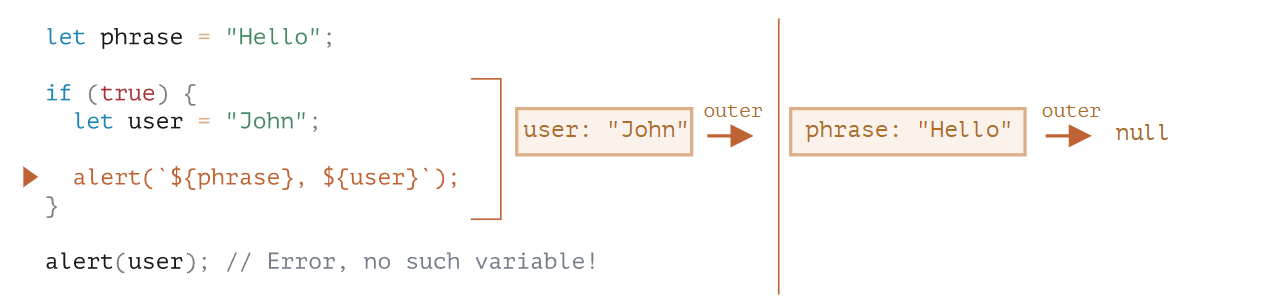 let phrase = "Hello";
if (true) {
let user = "John";
alert(`${phrase}, ${user}`);
}
alert(user); // Error, no such variable!
user: "John"
outer
phrase: "Hello"
outer
null